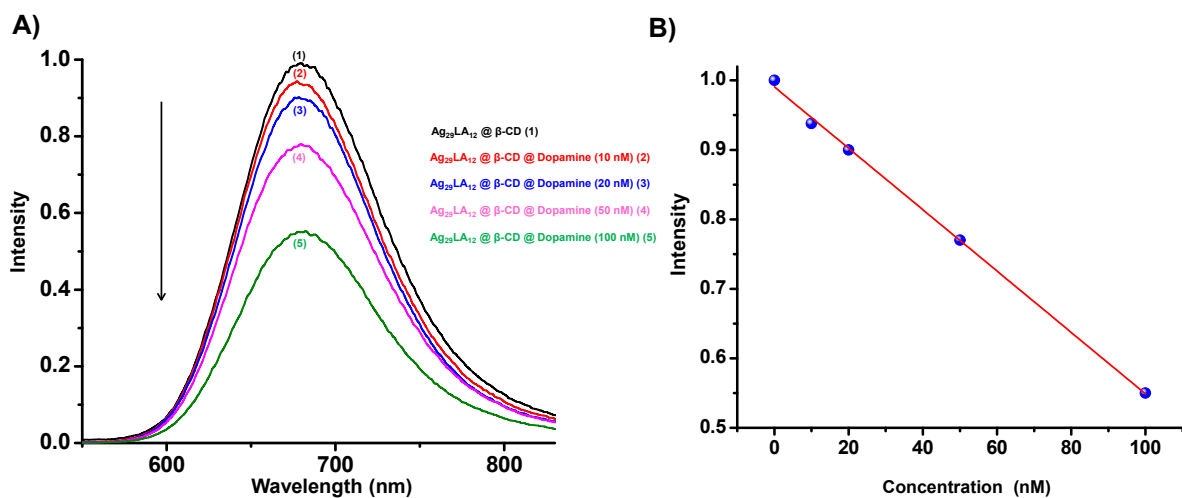 A)
Intensity
1.0
0.8
0.6
0.4
0.2
0.0
600
700
800
Wavelength (nm)
(1)
(2)
(3)
(4)
(5)
Ag₂₉LA₁₂ @ β-CD (1)
Ag₂₉LA₁₂ @ β-CD @ Dopamine (10 nM) (2)
Ag₂₉LA₁₂ @ β-CD @ Dopamine (20 nM) (3)
Ag₂₉LA₁₂ @ β-CD @ Dopamine (50 nM) (4)
Ag₂₉LA₁₂ @ β-CD @ Dopamine (100 nM) (5)
B)
Intensity
1.0
0.9
0.8
0.7
0.6
0.5
0
20
40
60
80
100
Concentration (nM)